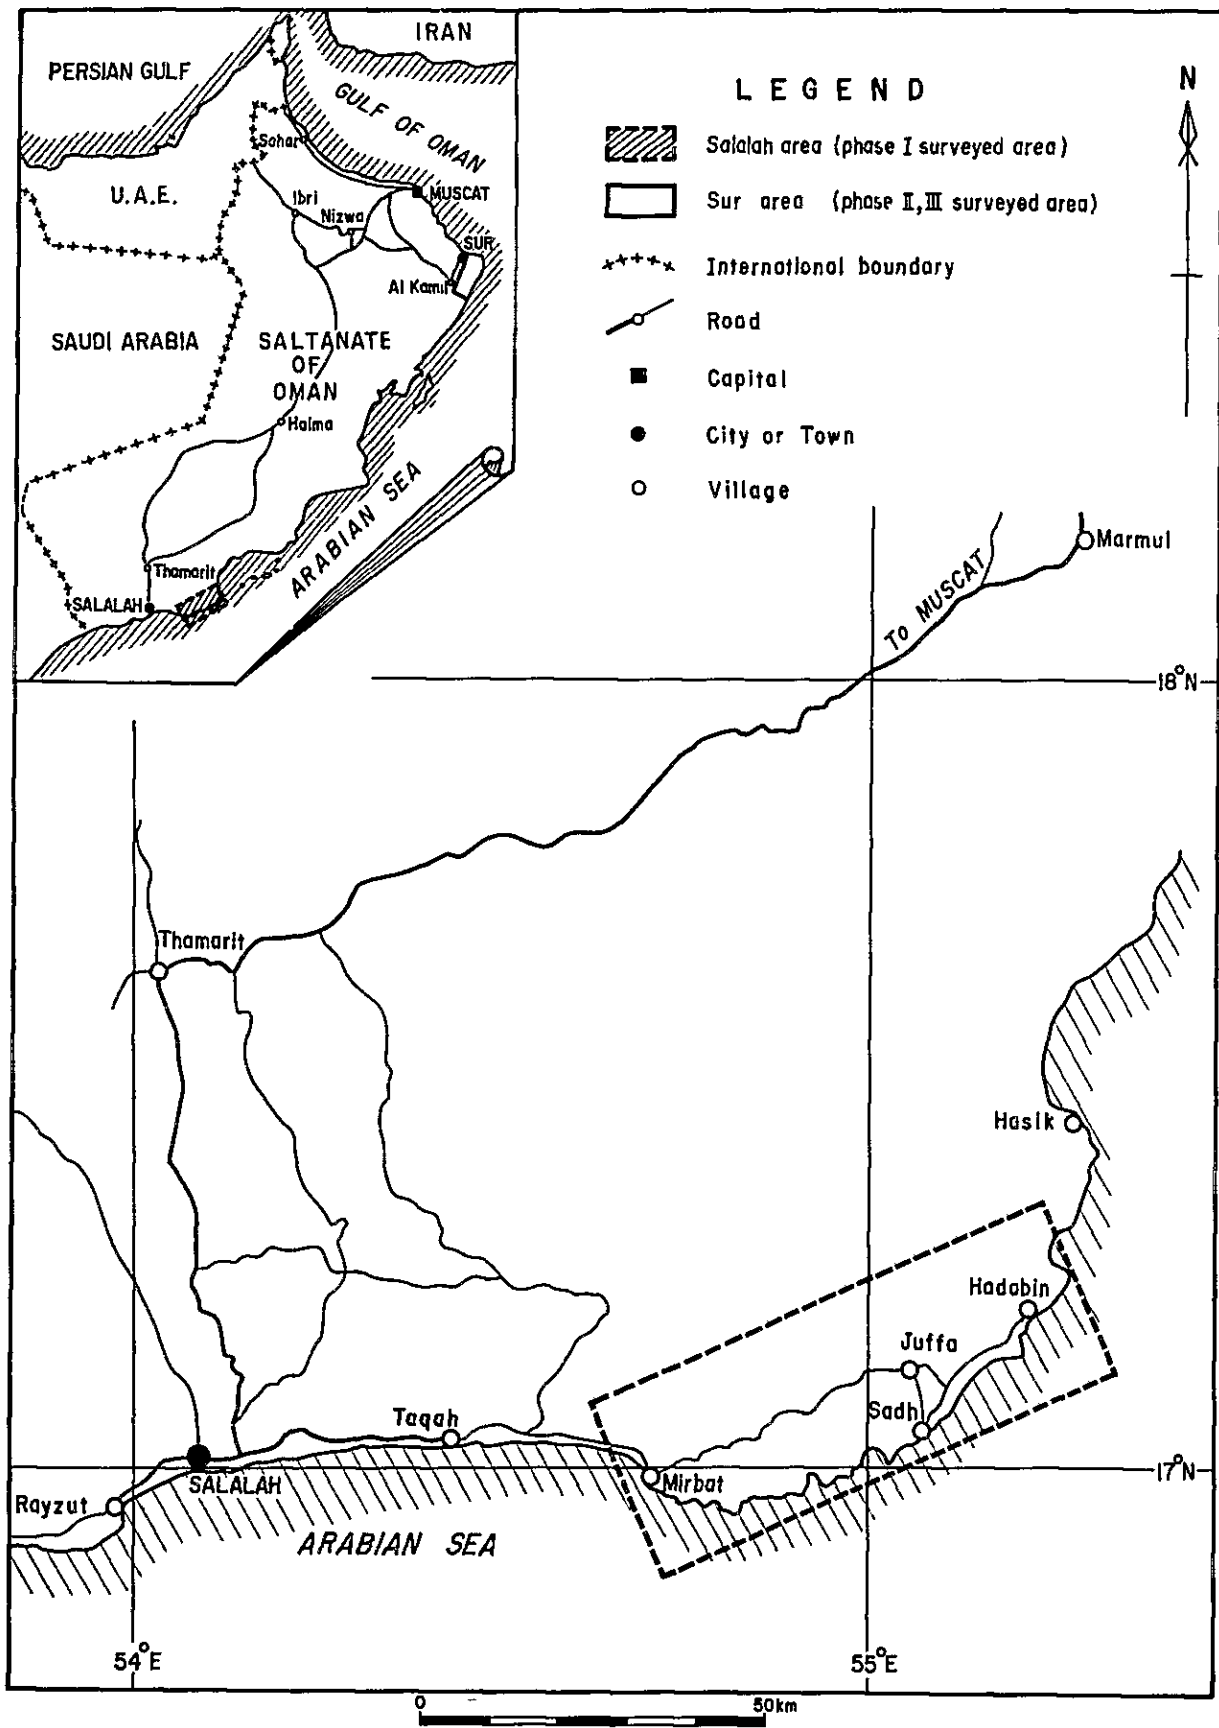 IRAN
PERSIAN GULF
GULF OF OMAN
Sohar
U.A.E.
Ibri
MUSCAT
Nizwa
SUR
Al Kamil
SAUDI ARABIA
SALTANATE
OF
OMAN
Haima
ARABIAN SEA
Thamarit
SALALAH
LEGEND
Salalah area (phase I surveyed area)
Sur area (phase II, III surveyed area)
International boundary
Road
Capital
City or Town
Village
N
Marmul
To MUSCAT
18°N
Thamarit
Hasik
Hadabin
Juffa
Sadh
Taqah
Mirbat
17°N
SALALAH
Rayzut
ARABIAN SEA
54°E
55°E
0 50km